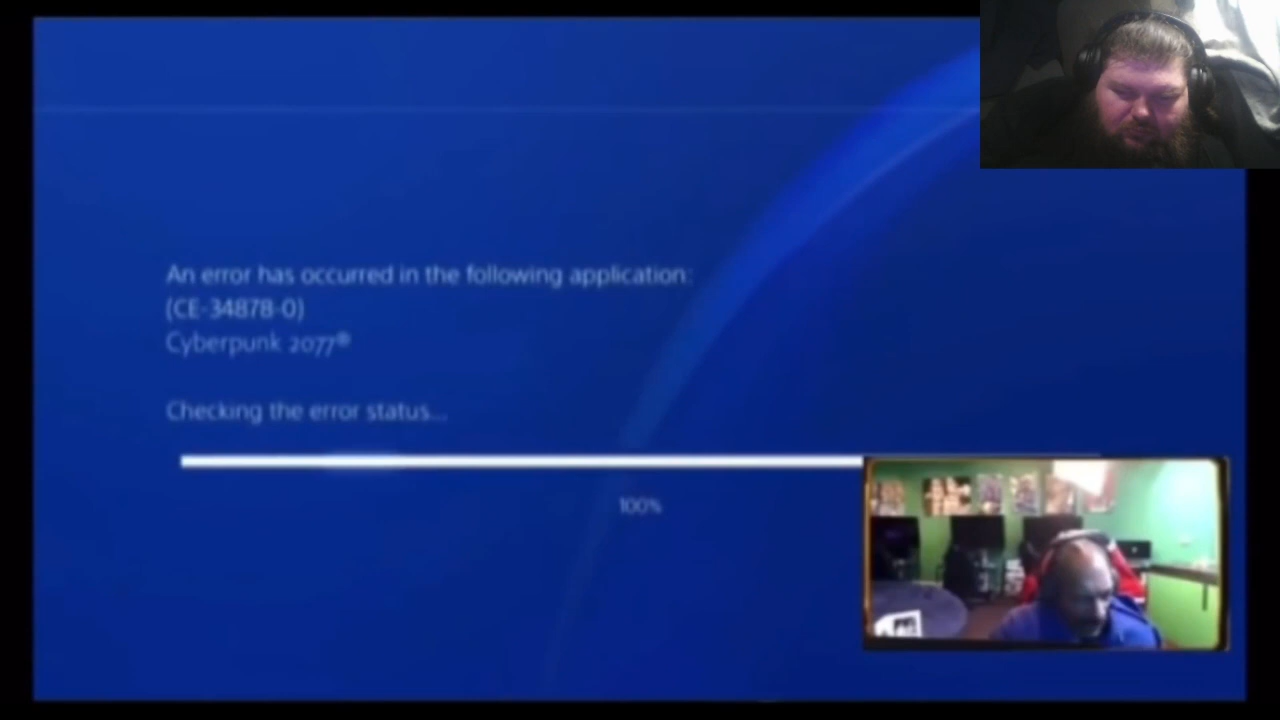 An error has occurred in the following application:
(CE-34878-0)
Cyberpunk 2077®
Checking the error status...
100%